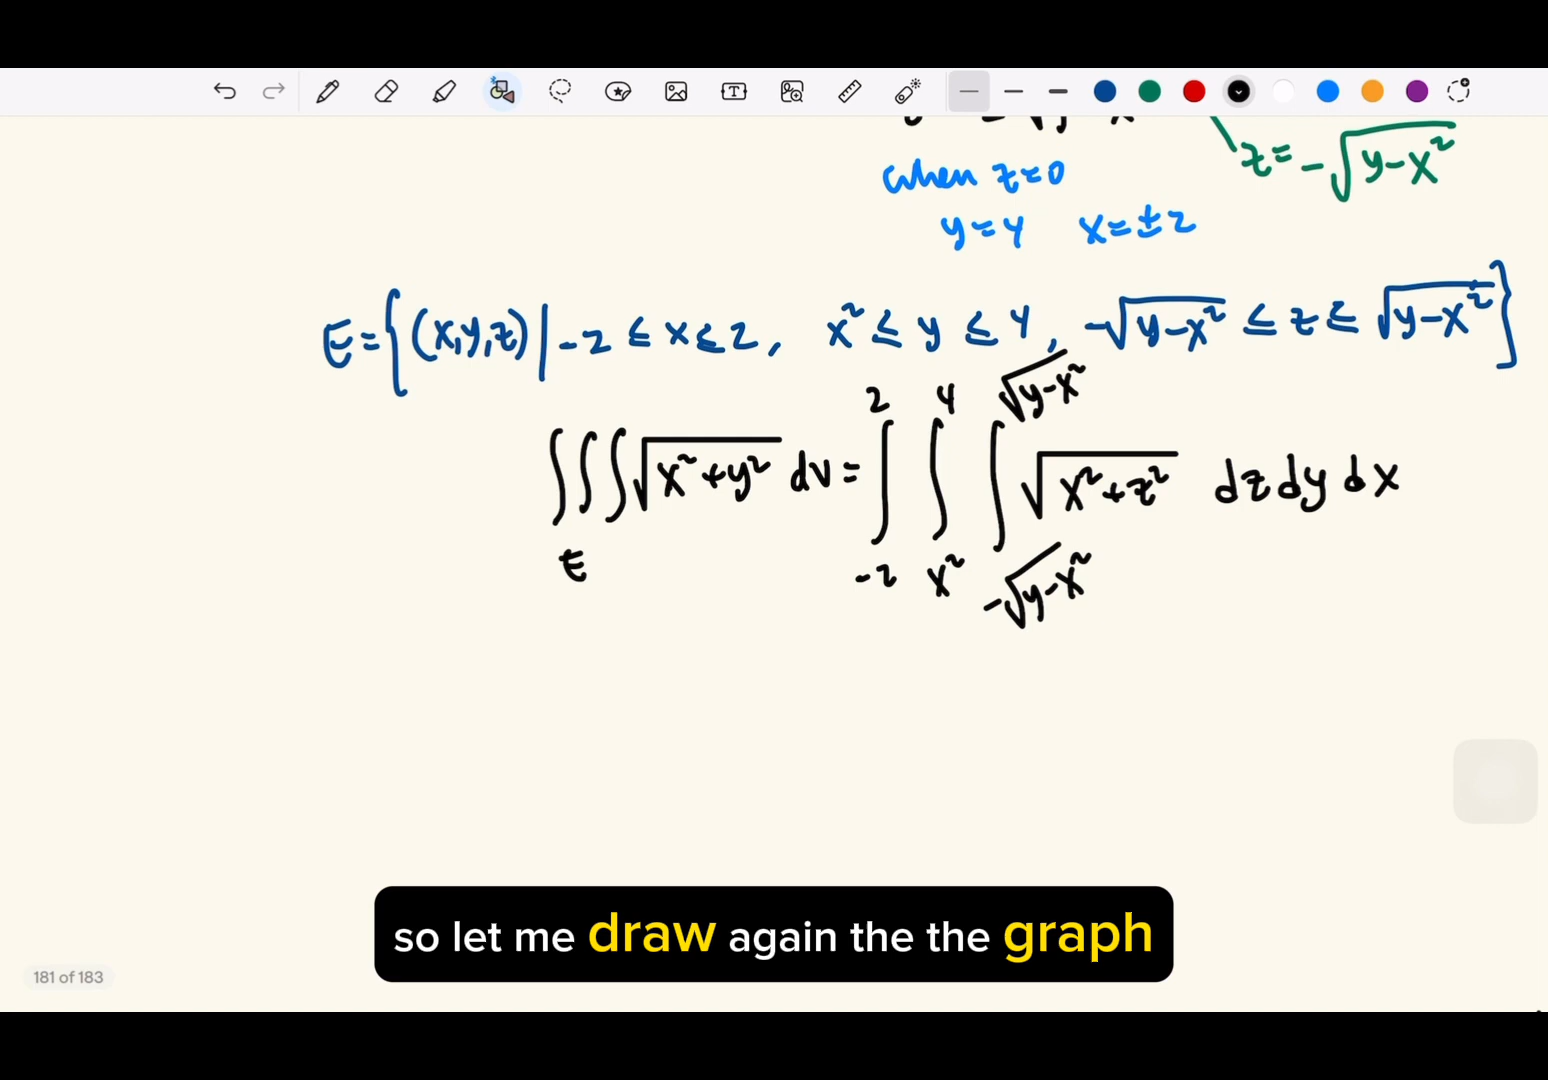 z = -√(y-x²)
when z=0
y=4 x=±2
E = {(x,y,z) | -2 ≤ x ≤ 2, x² ≤ y ≤ 4, -√(y-x²) ≤ z ≤ √(y-x²)}
∫∫∫_E √(x²+y²) dv = ∫_{-2}^{2} ∫_{x²}^{4} ∫_{-√(y-x²)}^{√(y-x²)} √(x²+z²) dz dy dx
so let me draw again the the graph
181 of 183